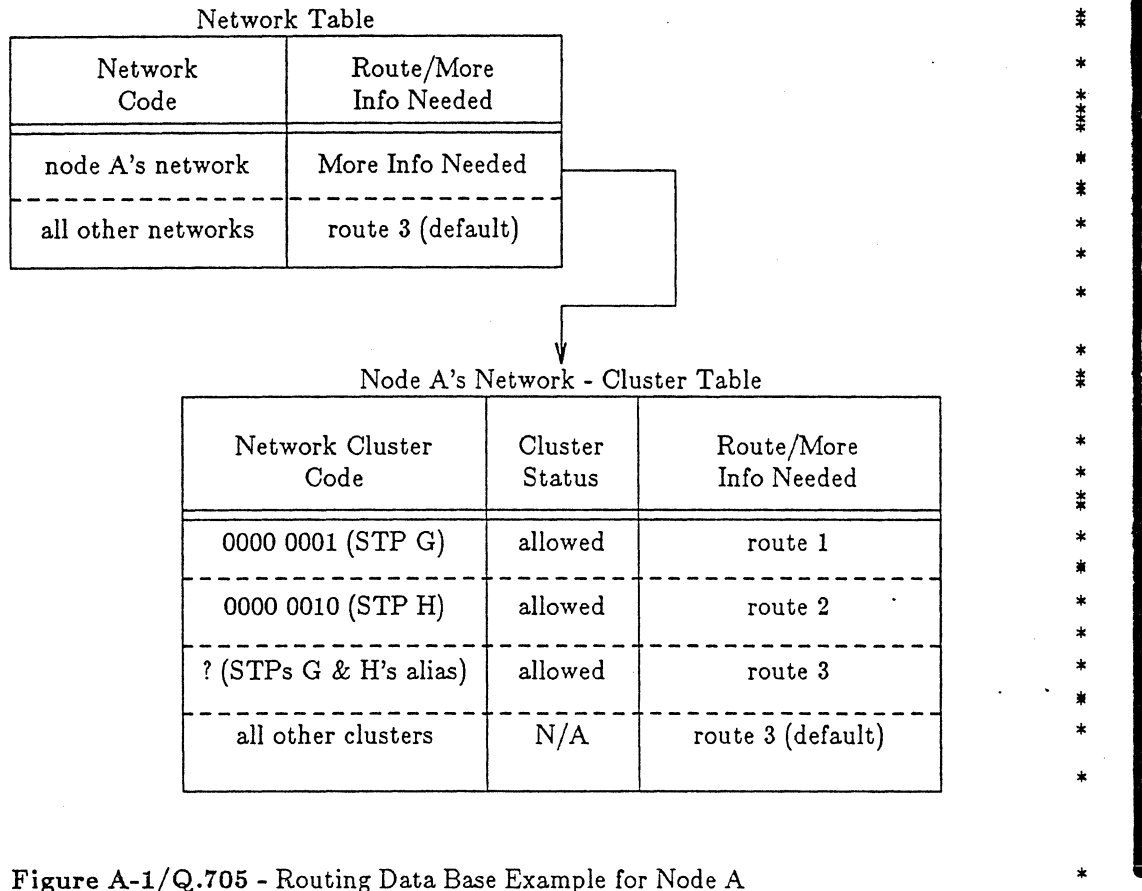 Network Table
Network Code
Route/More Info Needed
node A's network
More Info Needed
all other networks
route 3 (default)
Node A's Network - Cluster Table
Network Cluster Code
Cluster Status
Route/More Info Needed
0000 0001 (STP G)
allowed
route 1
0000 0010 (STP H)
allowed
route 2
? (STPs G & H's alias)
allowed
route 3
all other clusters
N/A
route 3 (default)
Figure A-1/Q.705 - Routing Data Base Example for Node A